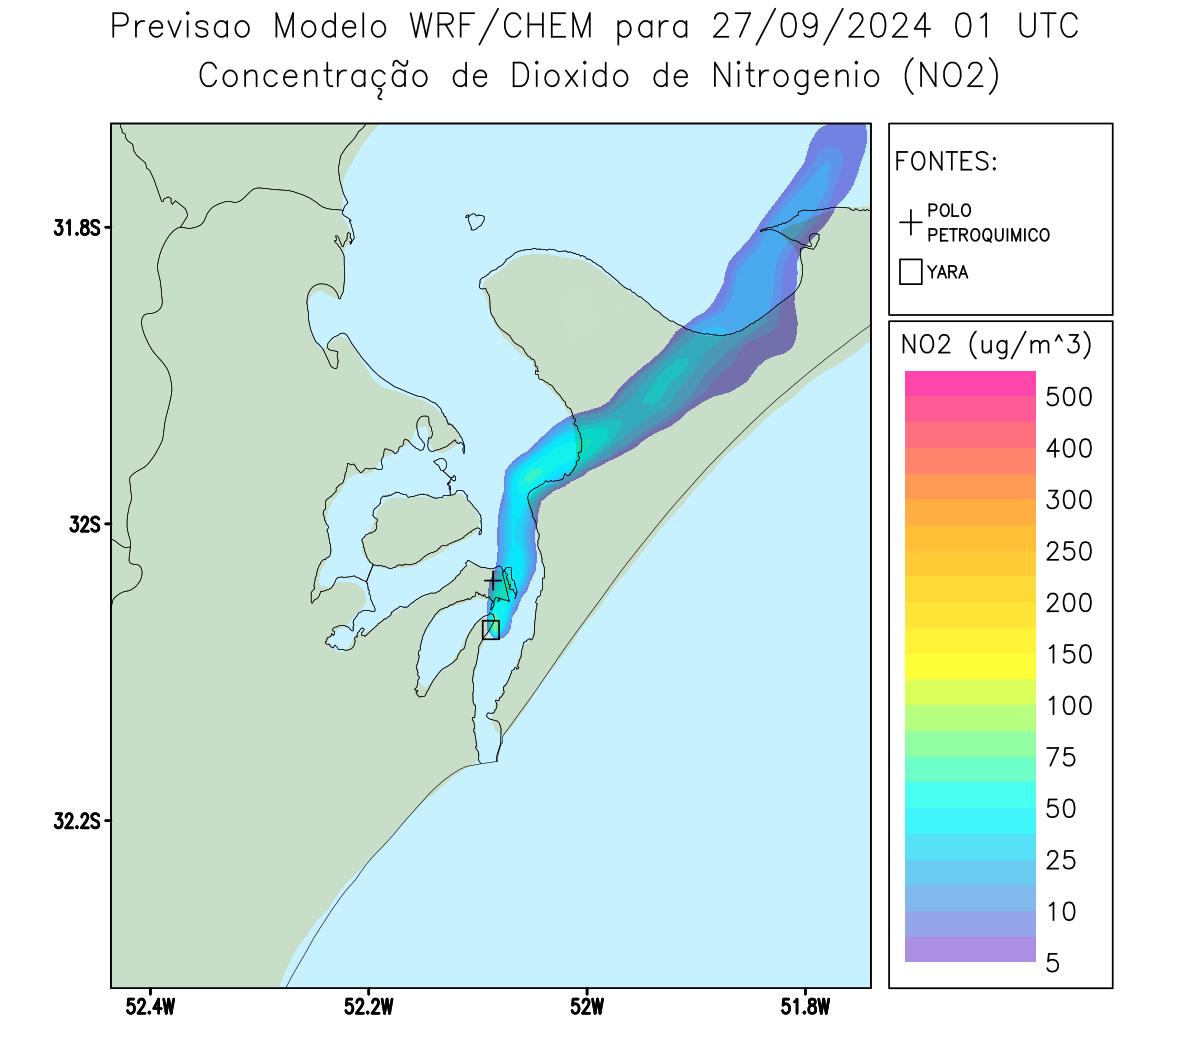 Previsao Modelo WRF/CHEM para 27/09/2024 01 UTC
Concentração de Dioxido de Nitrogenio (NO2)
FONTES:
POLO
PETROQUIMICO
YARA
NO2 (ug/m^3)
500
400
300
250
200
150
100
75
50
25
10
5
31.8S
32S
32.2S
52.4W
52.2W
52W
51.8W